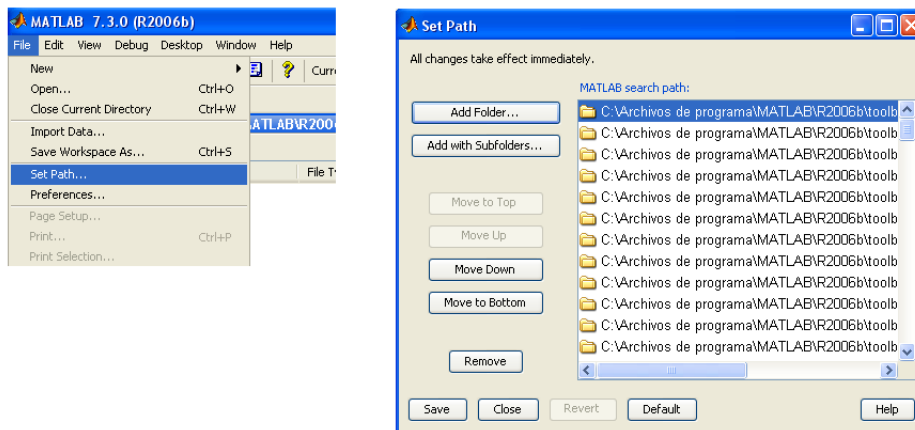 MATLAB 7.3.0 (R2006b)
File Edit View Debug Desktop Window Help
New
Open... Ctrl+O
Close Current Directory Ctrl+W
Import Data...
Save Workspace As... Ctrl+S
Set Path...
Preferences...
Page Setup...
Print... Ctrl+P
Print Selection...
Curre
ATLAB\R200
File T
Set Path
All changes take effect immediately.
MATLAB search path:
Add Folder...
Add with Subfolders...
Move to Top
Move Up
Move Down
Move to Bottom
Remove
C:\Archivos de programa\MATLAB\R2006b\toolb
C:\Archivos de programa\MATLAB\R2006b\toolb
C:\Archivos de programa\MATLAB\R2006b\toolb
C:\Archivos de programa\MATLAB\R2006b\toolb
C:\Archivos de programa\MATLAB\R2006b\toolb
C:\Archivos de programa\MATLAB\R2006b\toolb
C:\Archivos de programa\MATLAB\R2006b\toolb
C:\Archivos de programa\MATLAB\R2006b\toolb
C:\Archivos de programa\MATLAB\R2006b\toolb
C:\Archivos de programa\MATLAB\R2006b\toolb
C:\Archivos de programa\MATLAB\R2006b\toolb
C:\Archivos de programa\MATLAB\R2006b\toolb
Save Close Revert Default Help